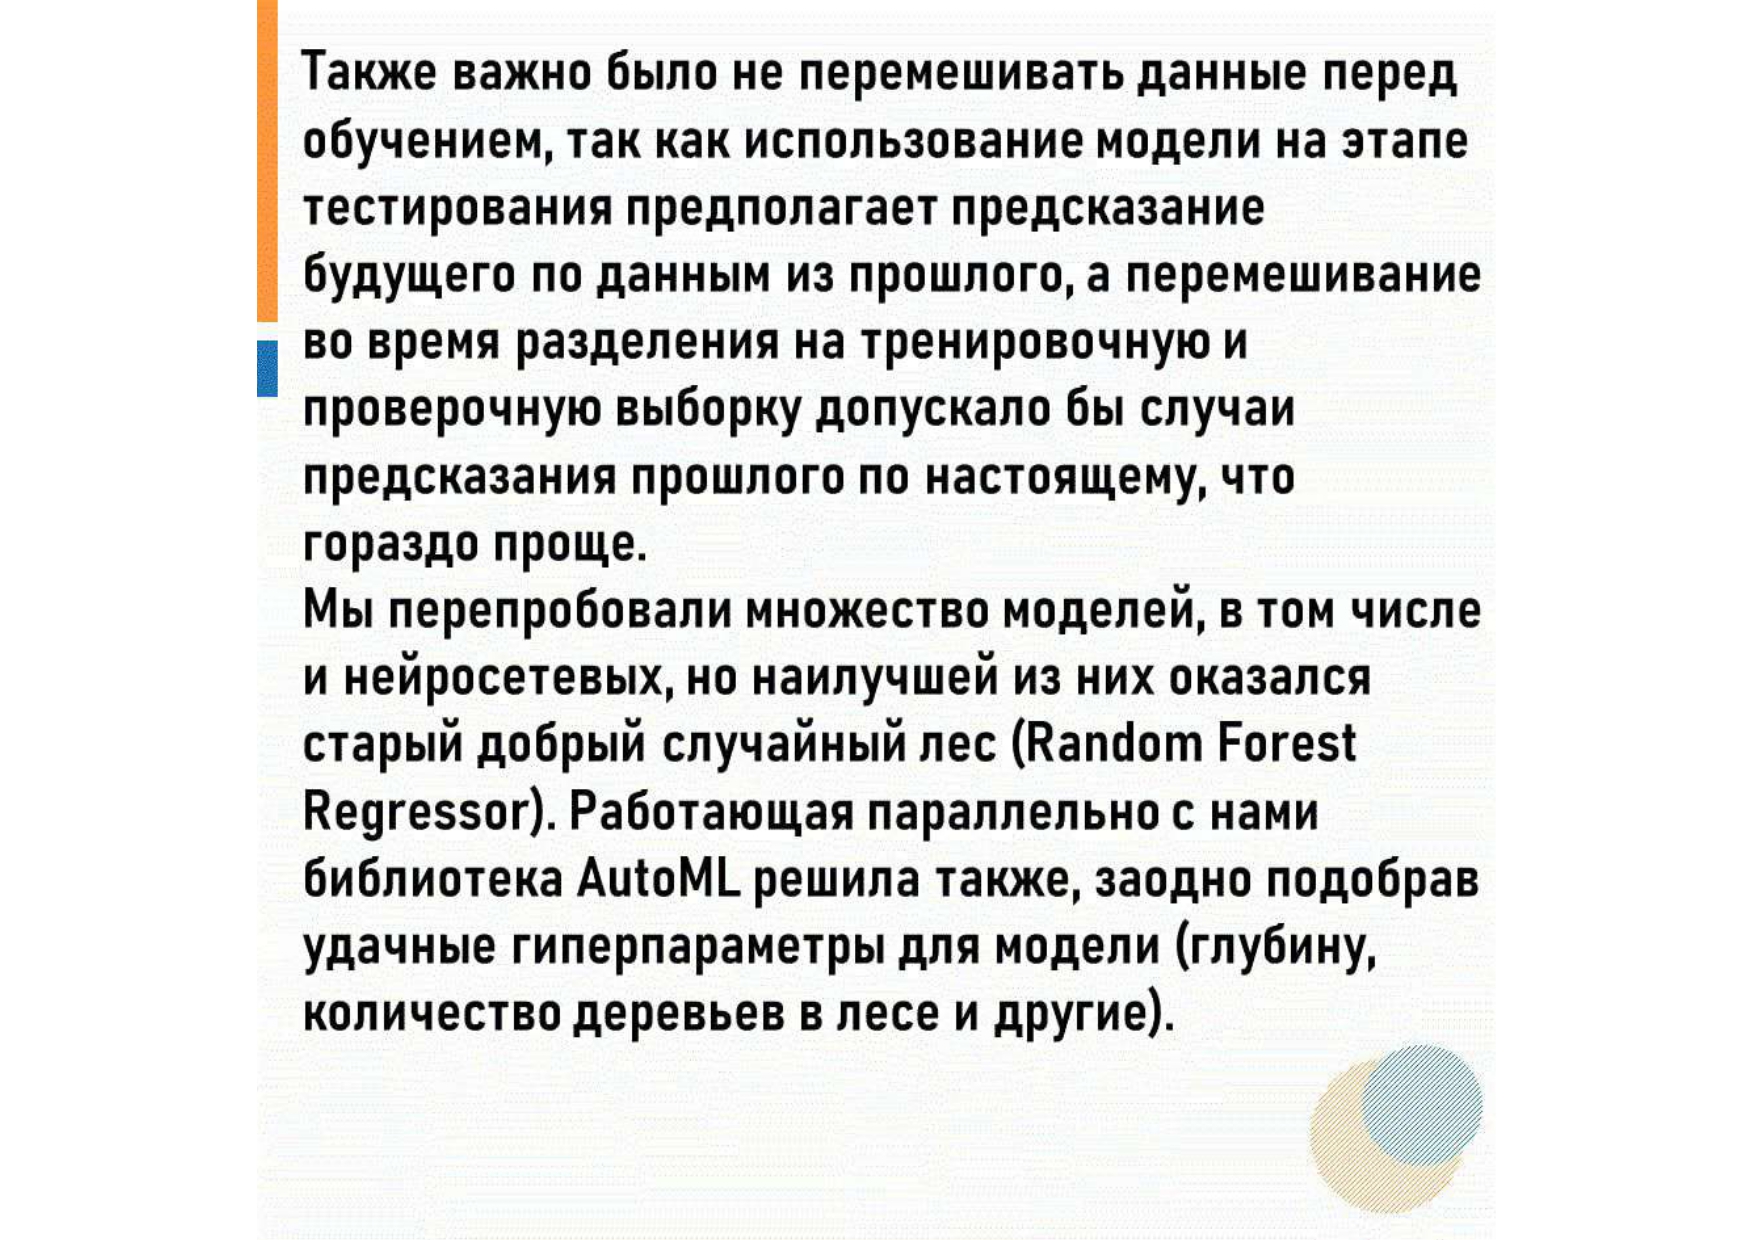 Также важно было не перемешивать данные перед
обучением, так как использование модели на этапе
тестирования предполагает предсказание
будущего по данным из прошлого, а перемешивание
во время разделения на тренировочную и
проверочную выборку допускало бы случаи
предсказания прошлого по настоящему, что
гораздо проще.
Мы перепробовали множество моделей, в том числе
и нейросетевых, но наилучшей из них оказался
старый добрый случайный лес (Random Forest
Regressor). Работающая параллельно с нами
библиотека AutoML решила также, заодно подобрав
удачные гиперпараметры для модели (глубину,
количество деревьев в лесе и другие).